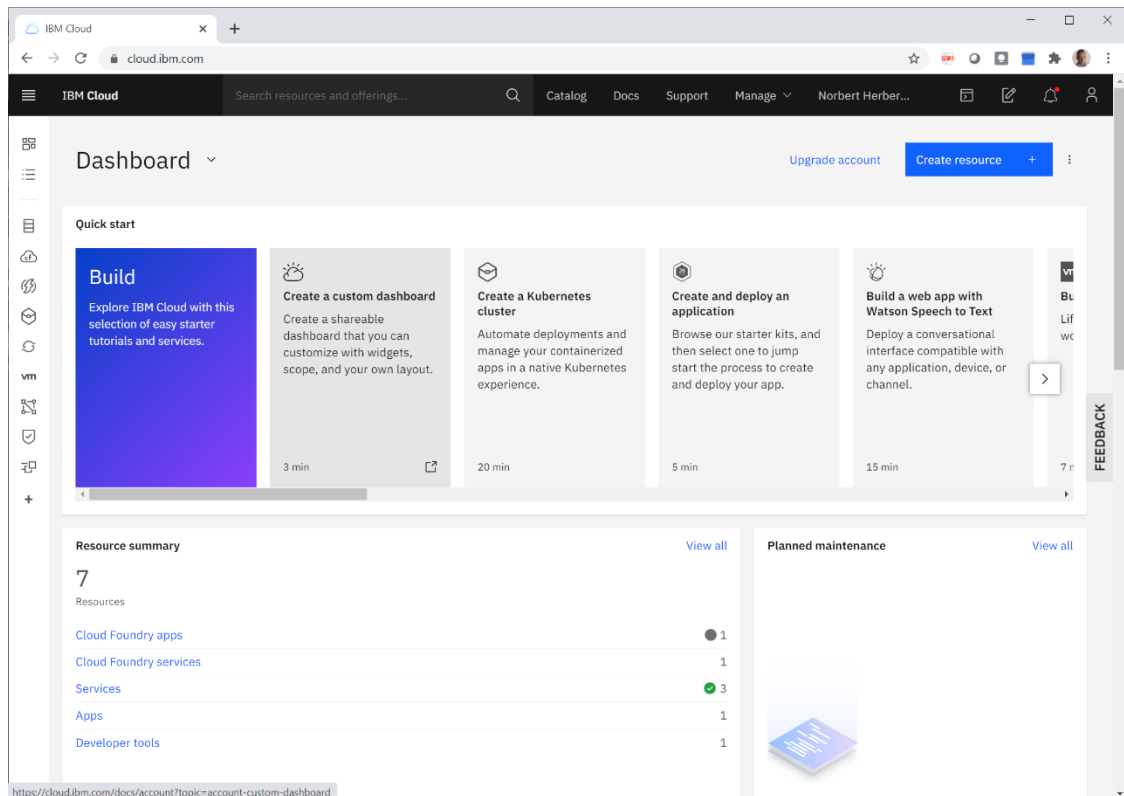 IBM Cloud
cloud.ibm.com
IBM Cloud
Search resources and offerings...
Catalog
Docs
Support
Manage
Norbert Herber...
Dashboard
Upgrade account
Create resource +
Quick start
Build
Explore IBM Cloud with this
selection of easy starter
tutorials and services.
Create a custom dashboard
Create a shareable
dashboard that you can
customize with widgets,
scope, and your own layout.
3 min
Create a Kubernetes
cluster
Automate deployments and
manage your containerized
apps in a native Kubernetes
experience.
20 min
Create and deploy an
application
Browse our starter kits, and
then select one to jump
start the process to create
and deploy your app.
5 min
Build a web app with
Watson Speech to Text
Deploy a conversational
interface compatible with
any application, device, or
channel.
15 min
vm
Bu
Lif
wo
7 m
vm
FEEDBACK
Resource summary
View all
7
Resources
Cloud Foundry apps
1
Cloud Foundry services
1
Services
3
Apps
1
Developer tools
1
Planned maintenance
View all
https://cloud.ibm.com/docs/account?topic=account-custom-dashboard